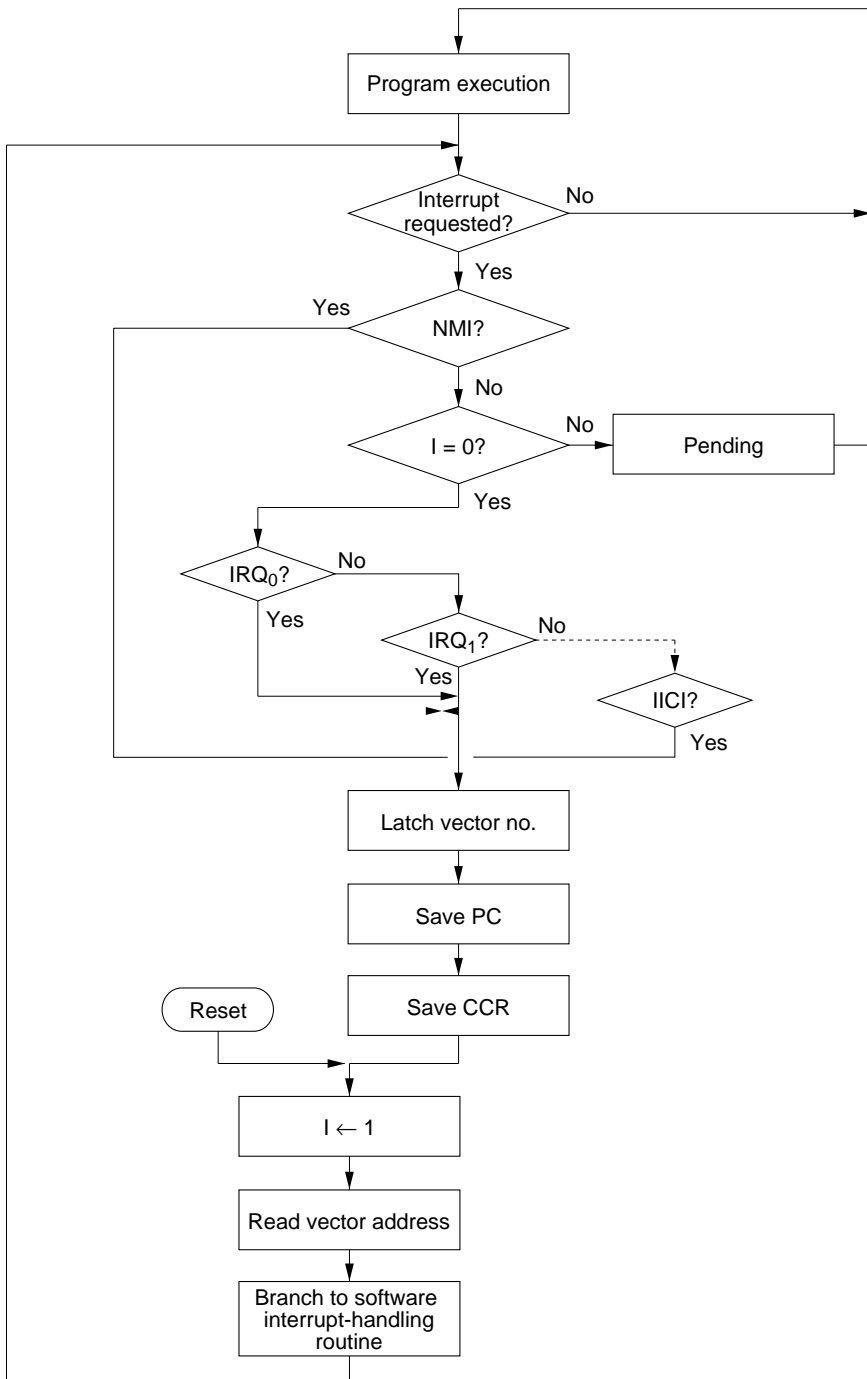 Program execution
Interrupt
requested?
No
Yes
Yes
NMI?
No
I = 0?
No
Pending
Yes
IRQ0?
No
Yes
IRQ1?
No
Yes
IICI?
Yes
Latch vector no.
Save PC
Save CCR
Reset
I ← 1
Read vector address
Branch to software
interrupt-handling
routine